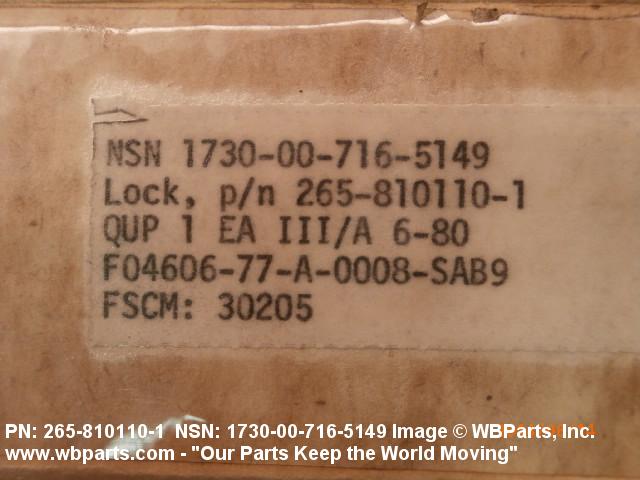 NSN 1730-00-716-5149
Lock, p/n 265-810110-1
QUP 1 EA III/A 6-80
F04606-77-A-0008-SAB9
FSCM: 30205
PN: 265-810110-1 NSN: 1730-00-716-5149 Image © WBParts, Inc.
www.wbparts.com - "Our Parts Keep the World Moving"